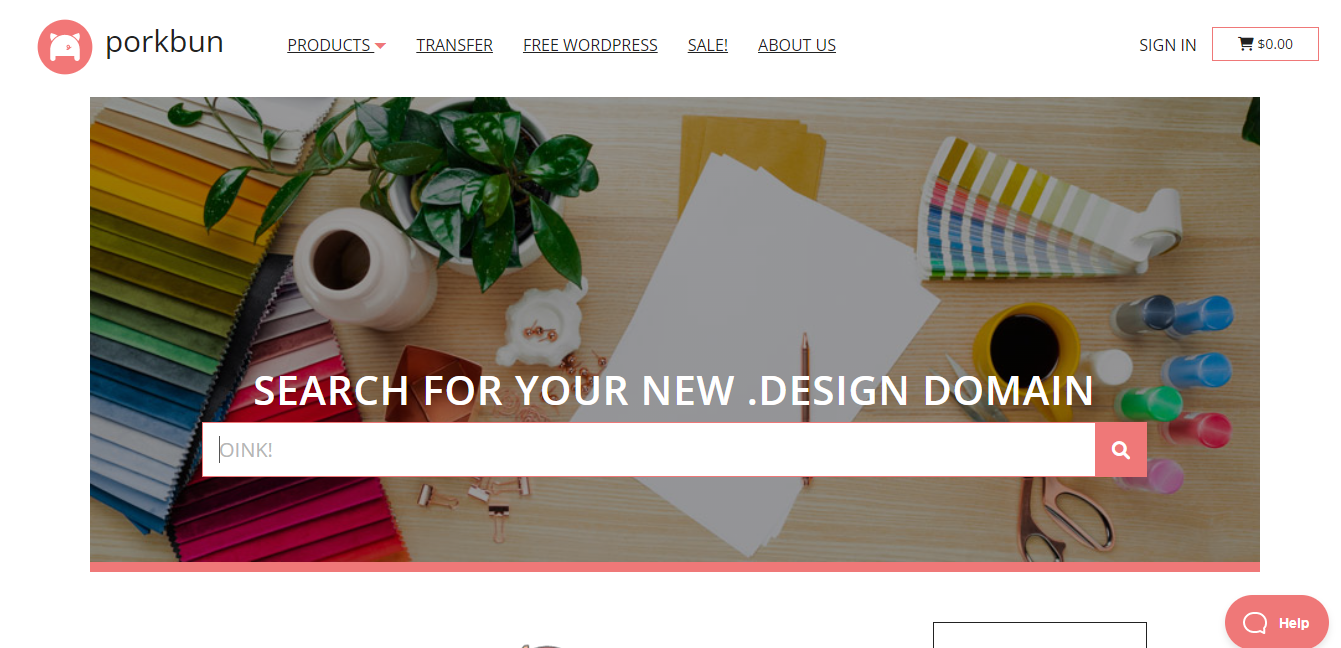 porkbun
PRODUCTS TRANSFER FREE WORDPRESS SALE! ABOUT US SIGN IN $0.00
SEARCH FOR YOUR NEW .DESIGN DOMAIN
OINK!
Help